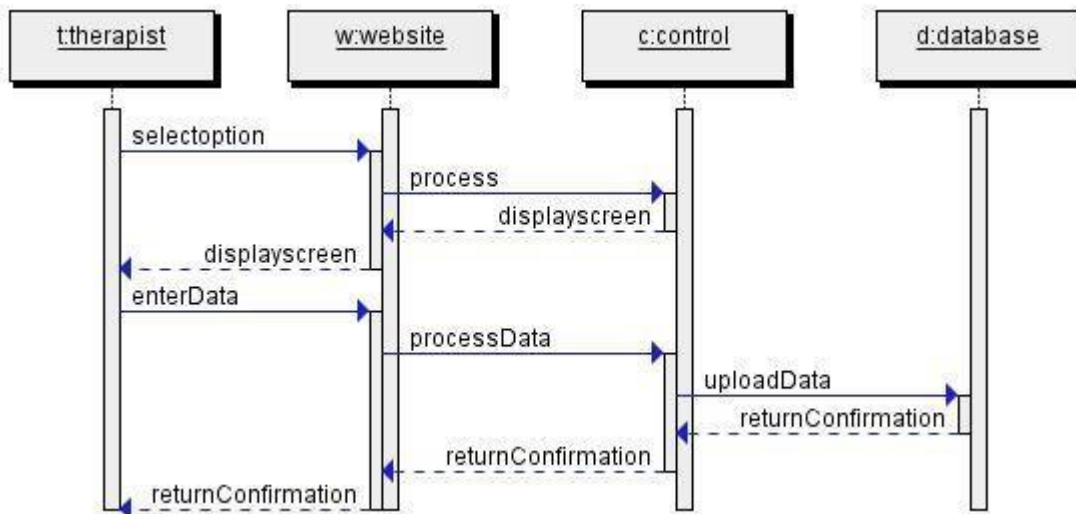 t:therapist
w:website
c:control
d:database
selectoption
process
displayscreen
displayscreen
enterData
processData
uploadData
returnConfirmation
returnConfirmation
returnConfirmation